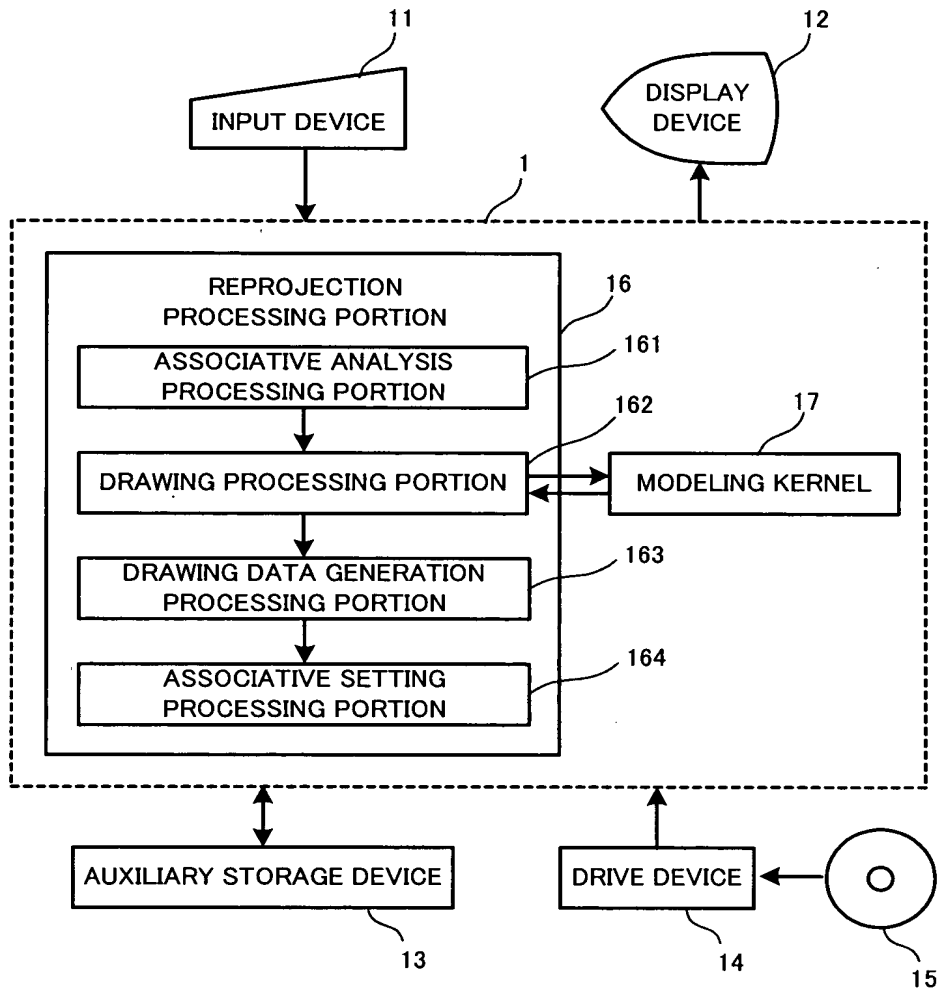 11
INPUT DEVICE
12
DISPLAY
DEVICE
1
REPROJECTION
PROCESSING PORTION
16
ASSOCIATIVE ANALYSIS
PROCESSING PORTION
161
DRAWING PROCESSING PORTION
162
MODELING KERNEL
17
DRAWING DATA GENERATION
PROCESSING PORTION
163
ASSOCIATIVE SETTING
PROCESSING PORTION
164
AUXILIARY STORAGE DEVICE
13
DRIVE DEVICE
14
15